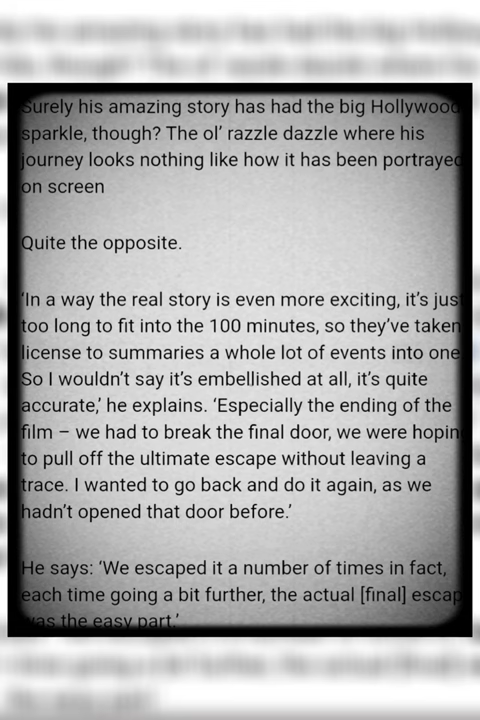 Surely his amazing story has had the big Hollywood
sparkle, though? The ol’ razzle dazzle where his
journey looks nothing like how it has been portrayed
on screen
Quite the opposite.
‘In a way the real story is even more exciting, it’s just
too long to fit into the 100 minutes, so they’ve taken
license to summaries a whole lot of events into one
So I wouldn’t say it’s embellished at all, it’s quite
accurate,’ he explains. ‘Especially the ending of the
film – we had to break the final door, we were hopin
to pull off the ultimate escape without leaving a
trace. I wanted to go back and do it again, as we
hadn’t opened that door before.’
He says: ‘We escaped it a number of times in fact,
each time going a bit further, the actual [final] escap
was the easy part.’